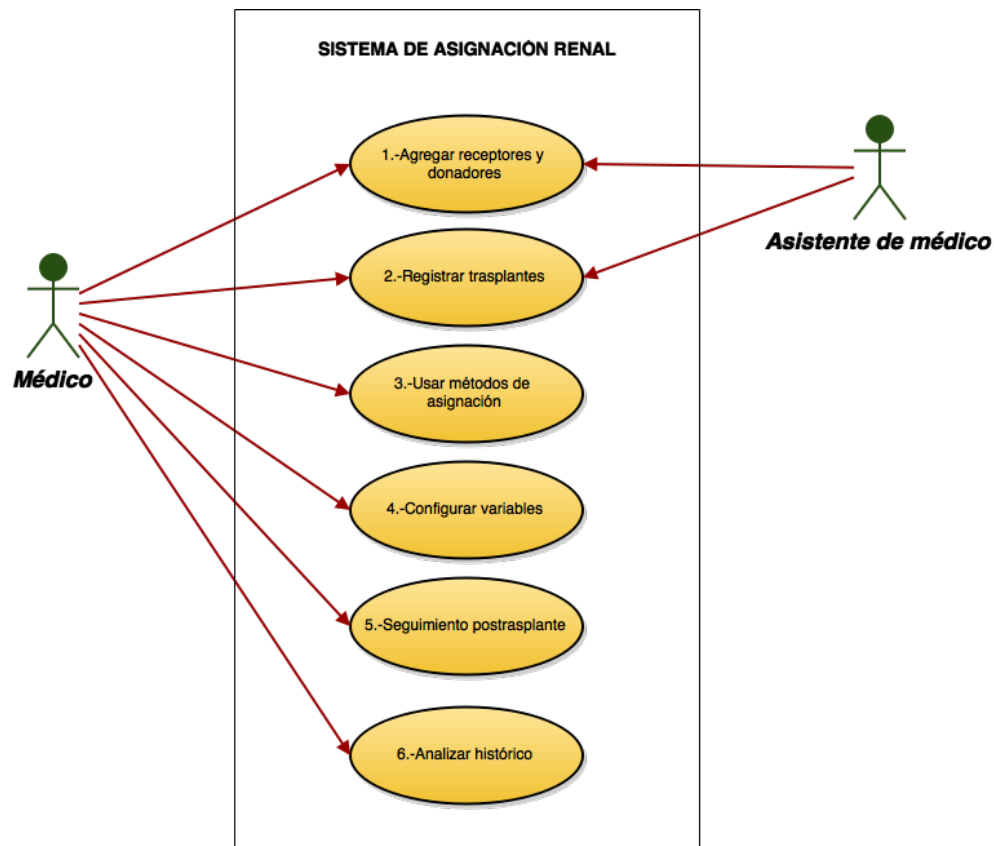 SISTEMA DE ASIGNACIÓN RENAL
1.-Agregar receptores y
donadores
Asistente de médico
2.-Registrar trasplantes
Médico
3.-Usar métodos de
asignación
4.-Configurar variables
5.-Seguimiento postrasplante
6.-Analizar histórico